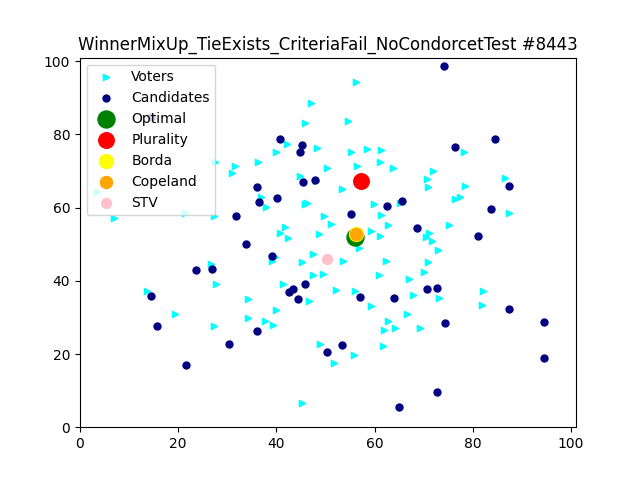 WinnerMixUp_TieExists_CriteriaFail_NoCondorcetTest #8443
100
80
60
40
20
0
Voters
Candidates
Optimal
Plurality
Borda
Copeland
STV
0 20 40 60 80 100